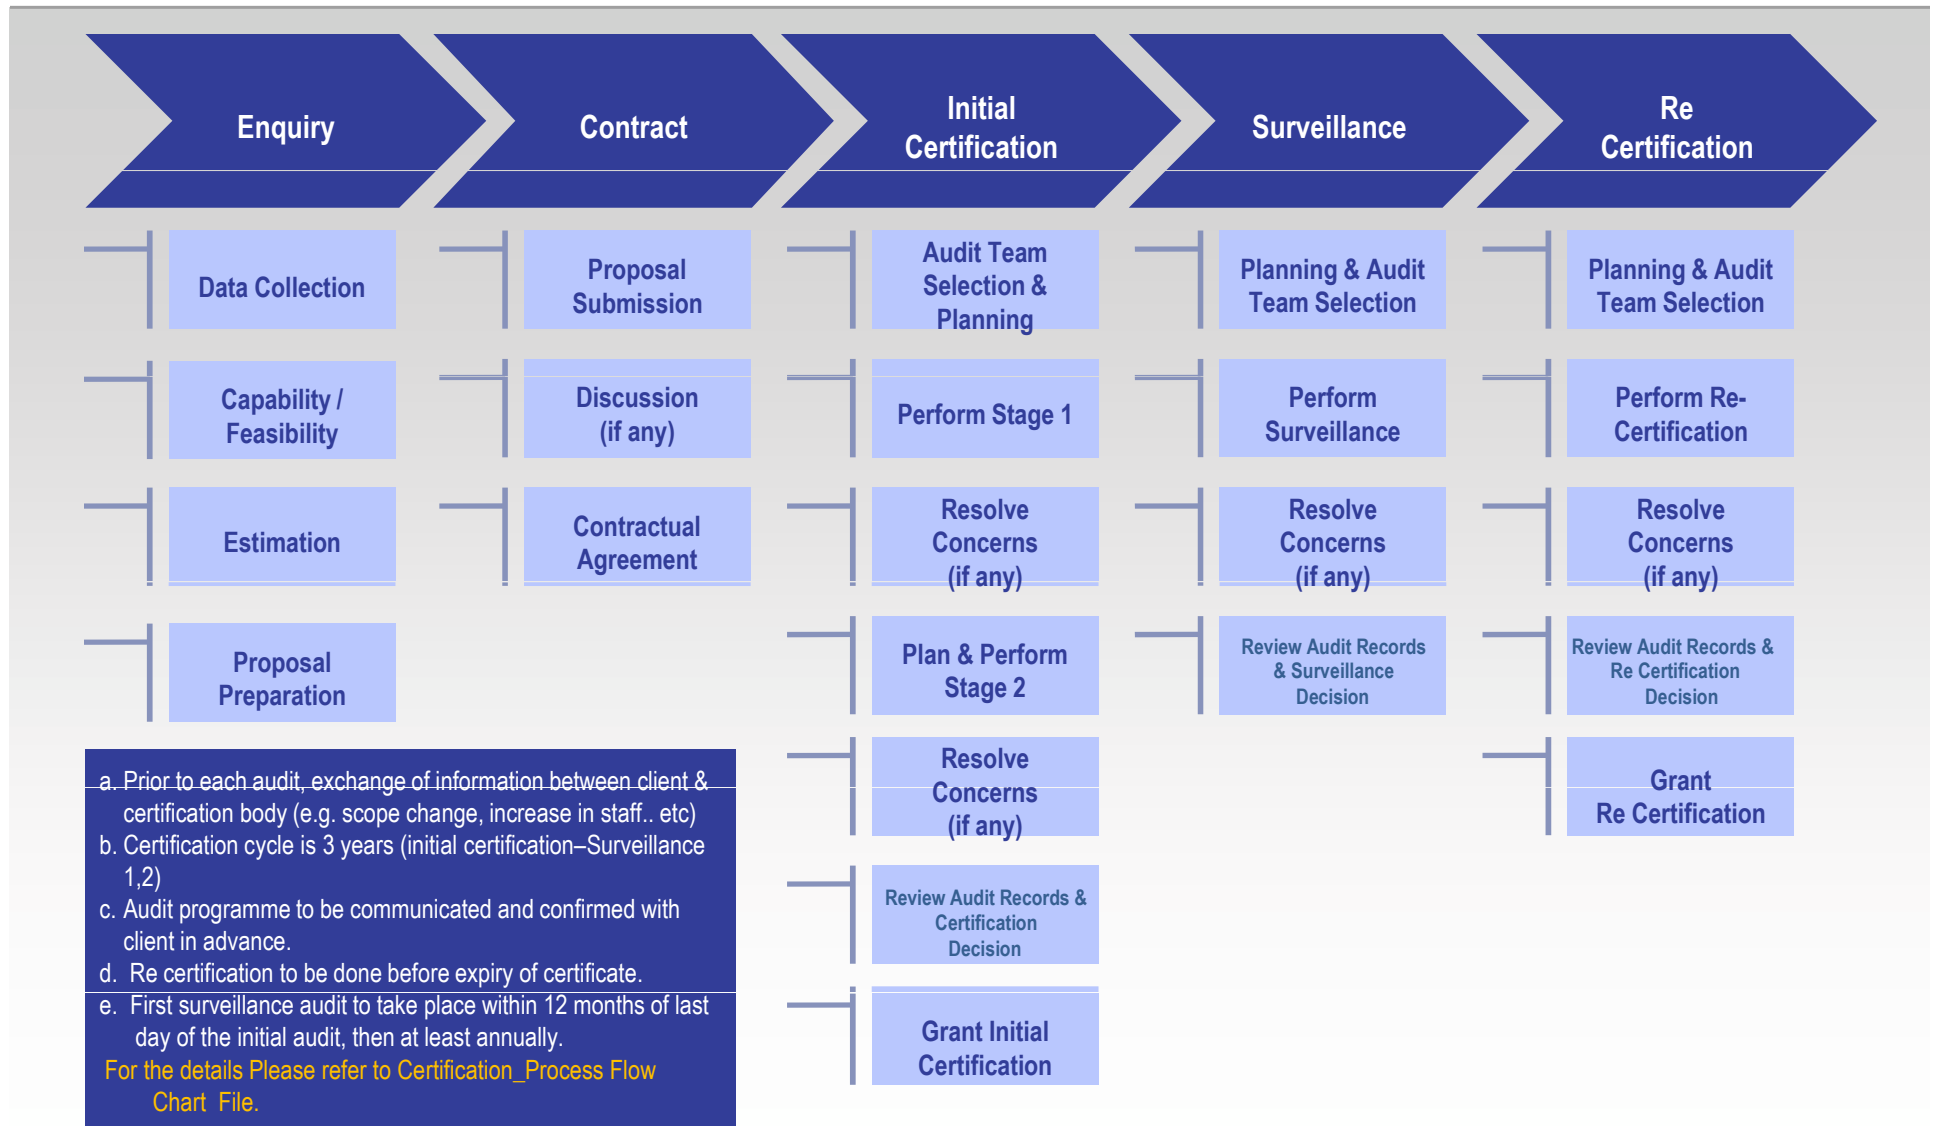 Enquiry
Contract
Initial
Certification
Surveillance
Re
Certification
Data Collection
Capability /
Feasibility
Estimation
Proposal
Preparation
Proposal
Submission
Discussion
(if any)
Contractual
Agreement
Audit Team
Selection &
Planning
Perform Stage 1
Resolve
Concerns
(if any)
Plan & Perform
Stage 2
Resolve
Concerns
(if any)
Review Audit Records &
Certification
Decision
Grant Initial
Certification
Planning & Audit
Team Selection
Perform
Surveillance
Resolve
Concerns
(if any)
Review Audit Records
& Surveillance
Decision
Planning & Audit
Team Selection
Perform Re-
Certification
Resolve
Concerns
(if any)
Review Audit Records &
Re Certification
Decision
Grant
Re Certification
a. Prior to each audit, exchange of information between client &
certification body (e.g. scope change, increase in staff.. etc)
b. Certification cycle is 3 years (initial certification–Surveillance
1,2)
c. Audit programme to be communicated and confirmed with
client in advance.
d. Re certification to be done before expiry of certificate.
e. First surveillance audit to take place within 12 months of last
day of the initial audit, then at least annually.
For the details Please refer to Certification_Process Flow
Chart File.